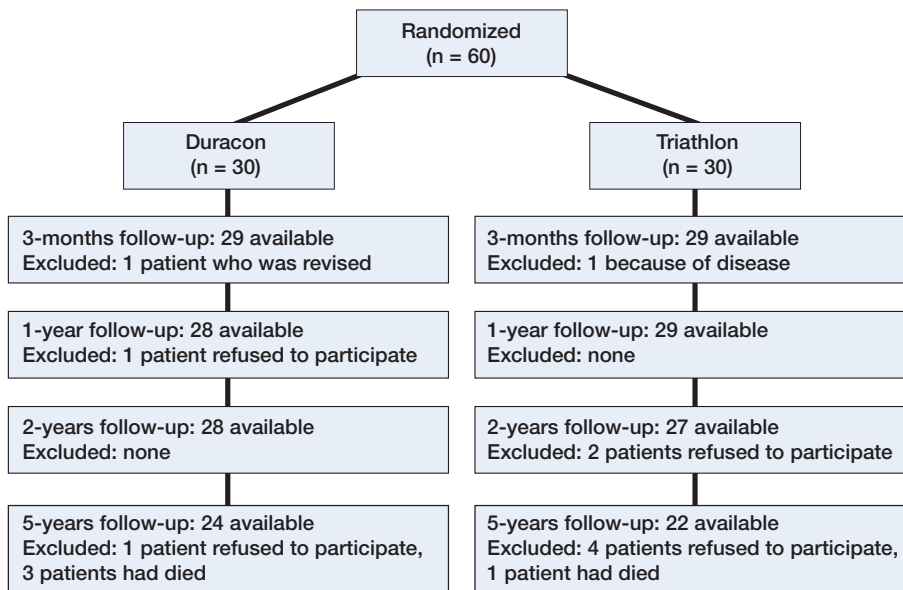 Randomized
(n = 60)
Duracon
(n = 30)
Triathlon
(n = 30)
3-months follow-up: 29 available
Excluded: 1 patient who was revised
3-months follow-up: 29 available
Excluded: 1 because of disease
1-year follow-up: 28 available
Excluded: 1 patient refused to participate
1-year follow-up: 29 available
Excluded: none
2-years follow-up: 28 available
Excluded: none
2-years follow-up: 27 available
Excluded: 2 patients refused to participate
5-years follow-up: 24 available
Excluded: 1 patient refused to participate,
3 patients had died
5-years follow-up: 22 available
Excluded: 4 patients refused to participate,
1 patient had died